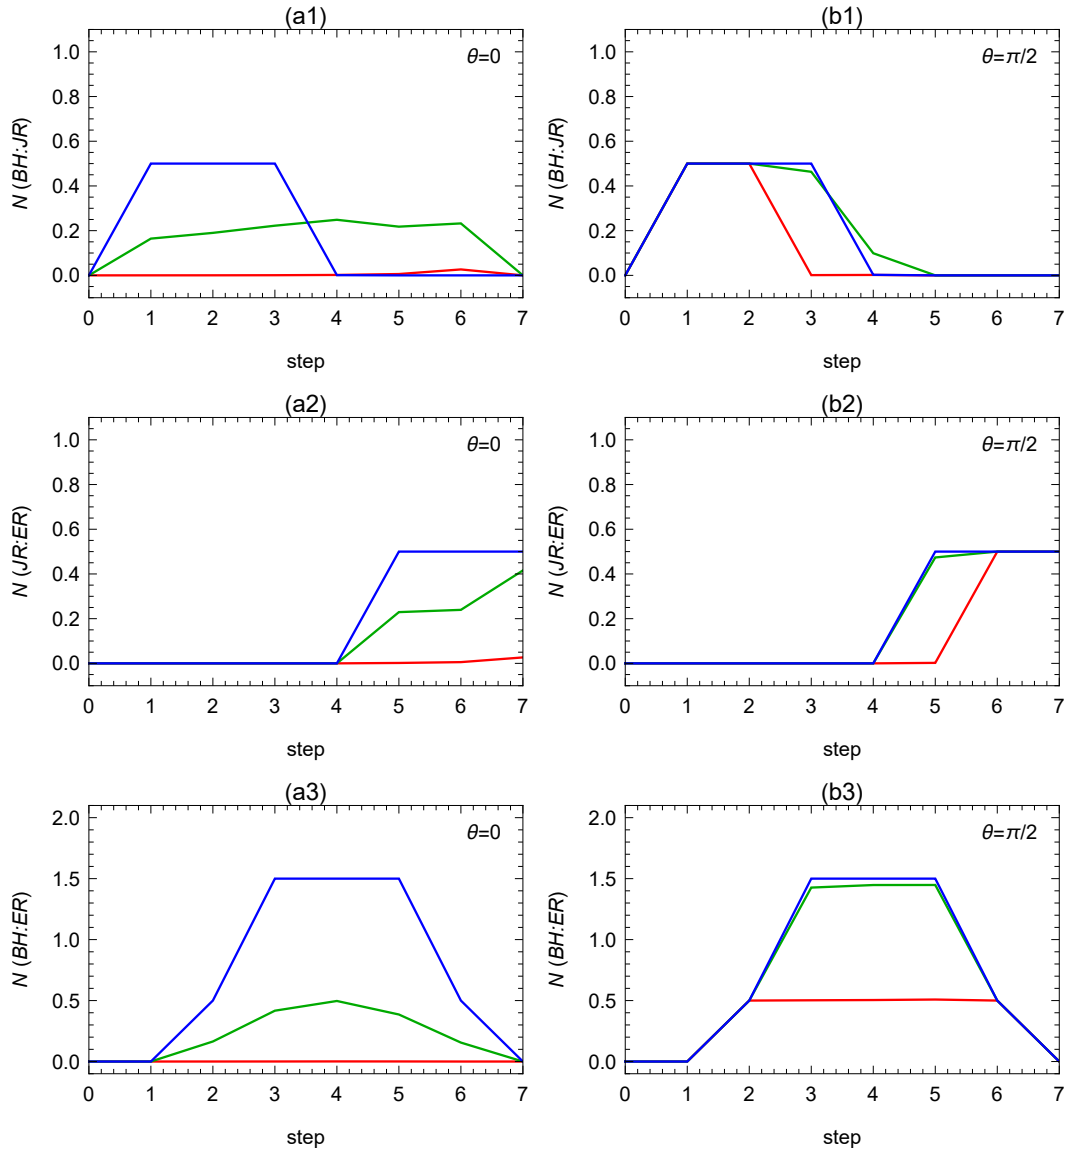 (a1)
θ=0
N (BH:JR)
1.0
0.8
0.6
0.4
0.2
0.0
0 1 2 3 4 5 6 7
step
(b1)
θ=π/2
N (BH:JR)
1.0
0.8
0.6
0.4
0.2
0.0
0 1 2 3 4 5 6 7
step
(a2)
θ=0
N (JR:ER)
1.0
0.8
0.6
0.4
0.2
0.0
0 1 2 3 4 5 6 7
step
(b2)
θ=π/2
N (JR:ER)
1.0
0.8
0.6
0.4
0.2
0.0
0 1 2 3 4 5 6 7
step
(a3)
θ=0
N (BH:ER)
2.0
1.5
1.0
0.5
0.0
0 1 2 3 4 5 6 7
step
(b3)
θ=π/2
N (BH:ER)
2.0
1.5
1.0
0.5
0.0
0 1 2 3 4 5 6 7
step